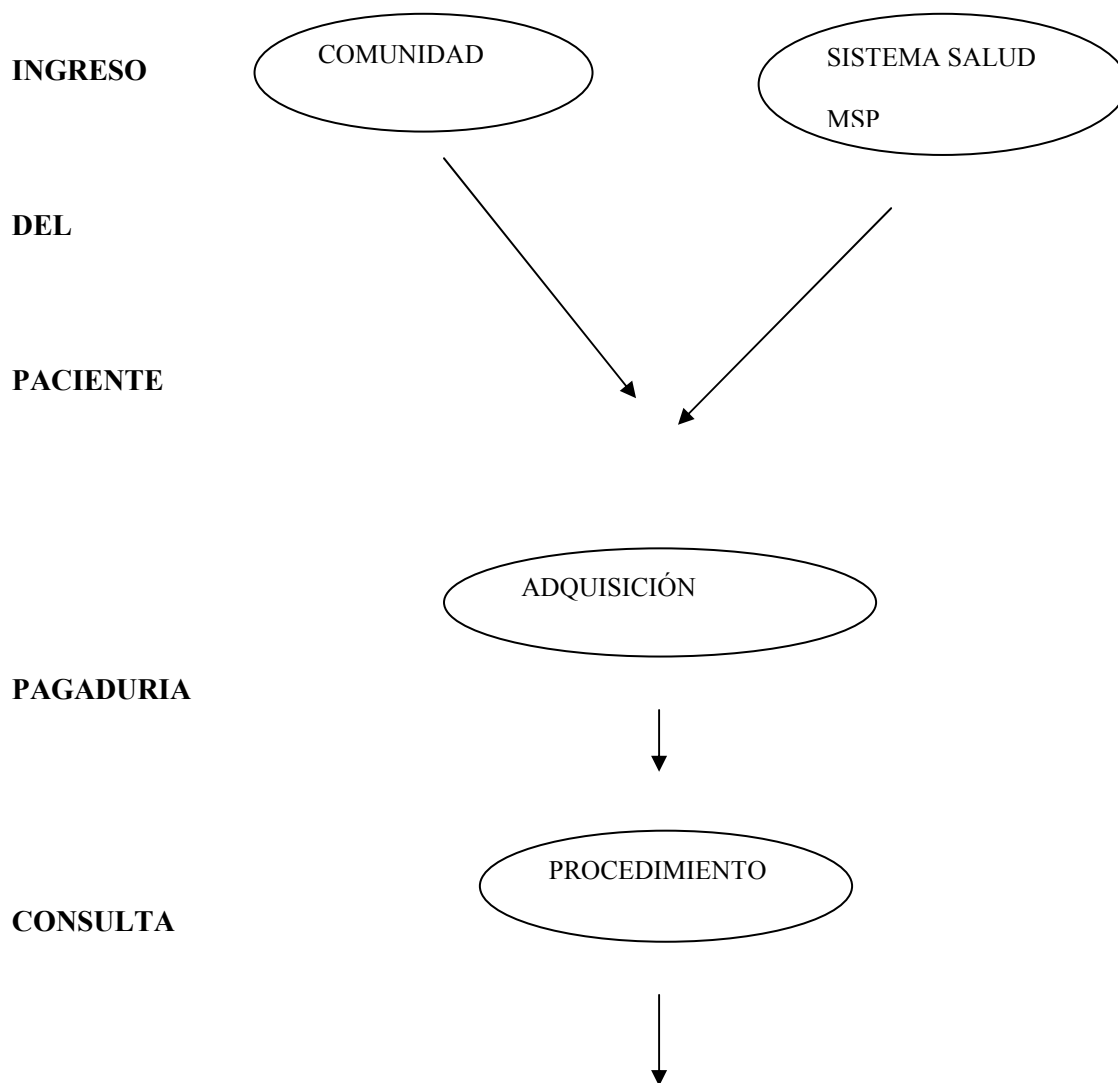 INGRESO
COMUNIDAD
SISTEMA SALUD
MSP
DEL
PACIENTE
ADQUISICIÓN
PAGADURIA
PROCEDIMIENTO
CONSULTA